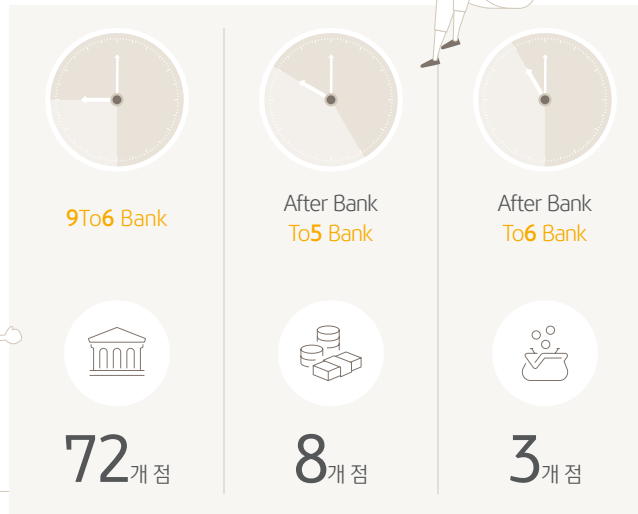 9To6 Bank
After Bank
To5 Bank
After Bank
To6 Bank
72개 점
8개 점
3개 점